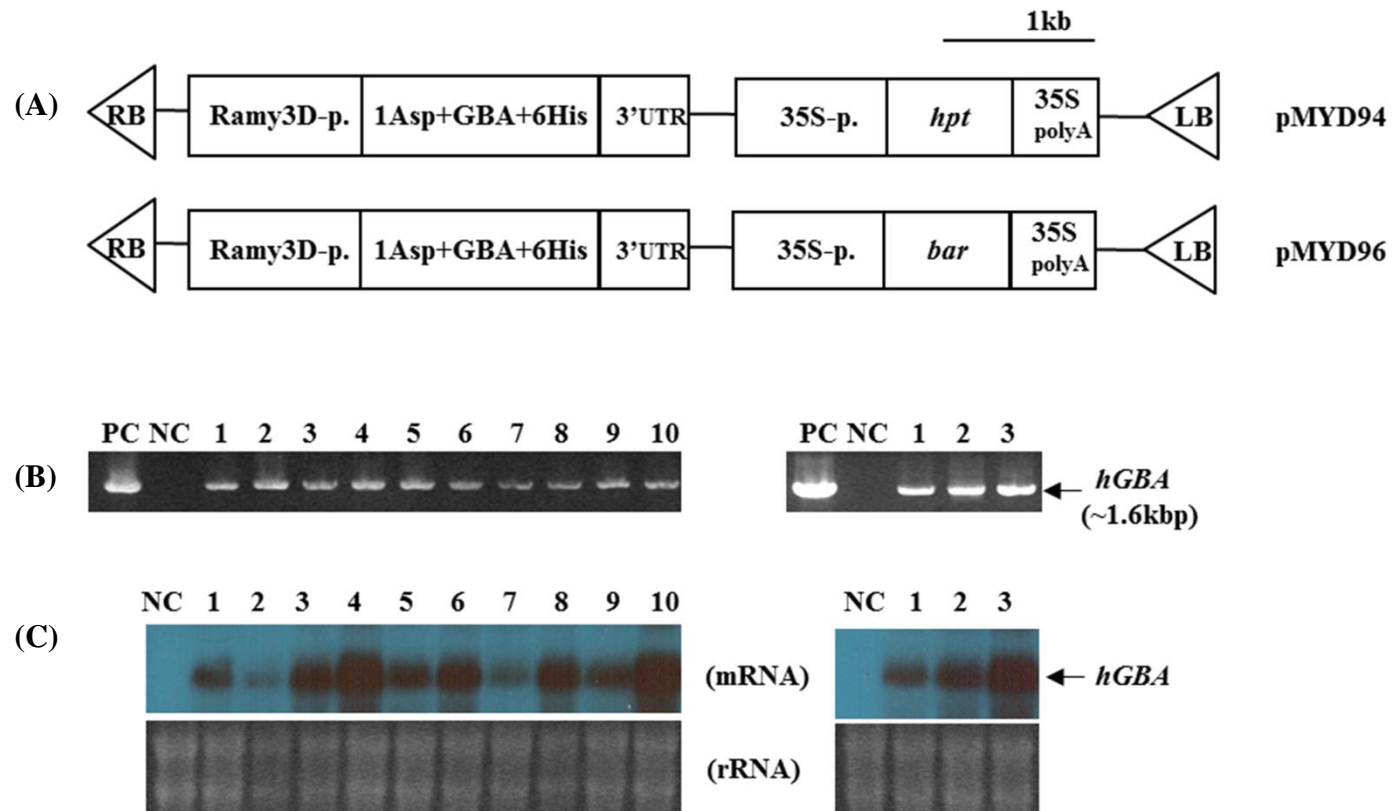 1kb
(A) RB Ramy3D-p. 1Asp+GBA+6His 3’UTR 35S-p. hpt 35S polyA LB pMYD94
RB Ramy3D-p. 1Asp+GBA+6His 3’UTR 35S-p. bar 35S polyA LB pMYD96
PC NC 1 2 3 4 5 6 7 8 9 10 PC NC 1 2 3
(B) hGBA
(~1.6kbp)
NC 1 2 3 4 5 6 7 8 9 10 NC 1 2 3
(C) (mRNA) hGBA
(rRNA)